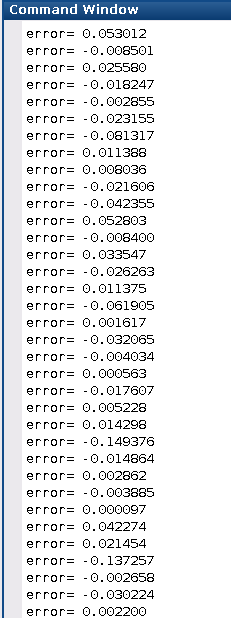 Command Window
error= 0.053012
error= -0.008501
error= 0.025580
error= -0.018247
error= -0.002855
error= -0.023155
error= -0.081317
error= 0.011388
error= 0.008036
error= -0.021606
error= -0.042355
error= 0.052803
error= -0.008400
error= 0.033547
error= -0.026263
error= 0.011375
error= -0.061905
error= 0.001617
error= -0.032065
error= -0.004034
error= 0.000563
error= -0.017607
error= 0.005228
error= 0.014298
error= -0.149376
error= -0.014864
error= 0.002862
error= -0.003885
error= 0.000097
error= 0.042274
error= 0.021454
error= -0.137257
error= -0.002658
error= -0.030224
error= 0.002200